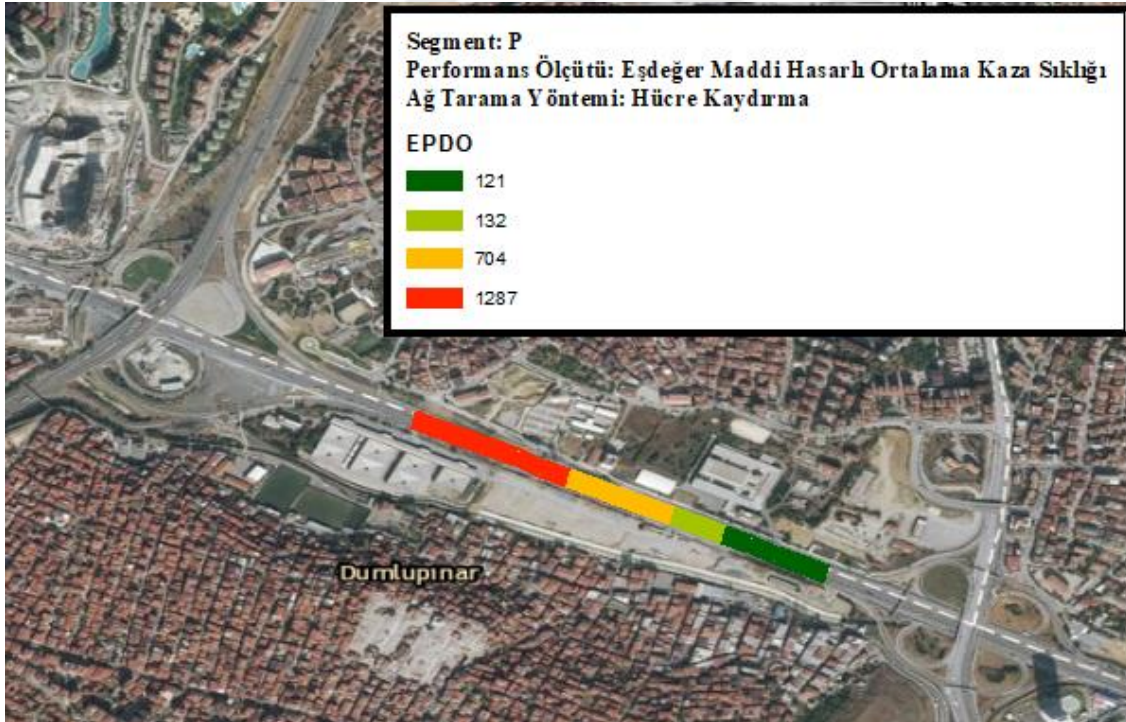 Segment: P
Performans Ölçütü: Eşdeğer Maddi Hasarlı Ortalama Kaza Sıklığı
Ağ Tarama Yöntemi: Hücre Kaydırma
EPDO
121
132
704
1287
Dumlupınar